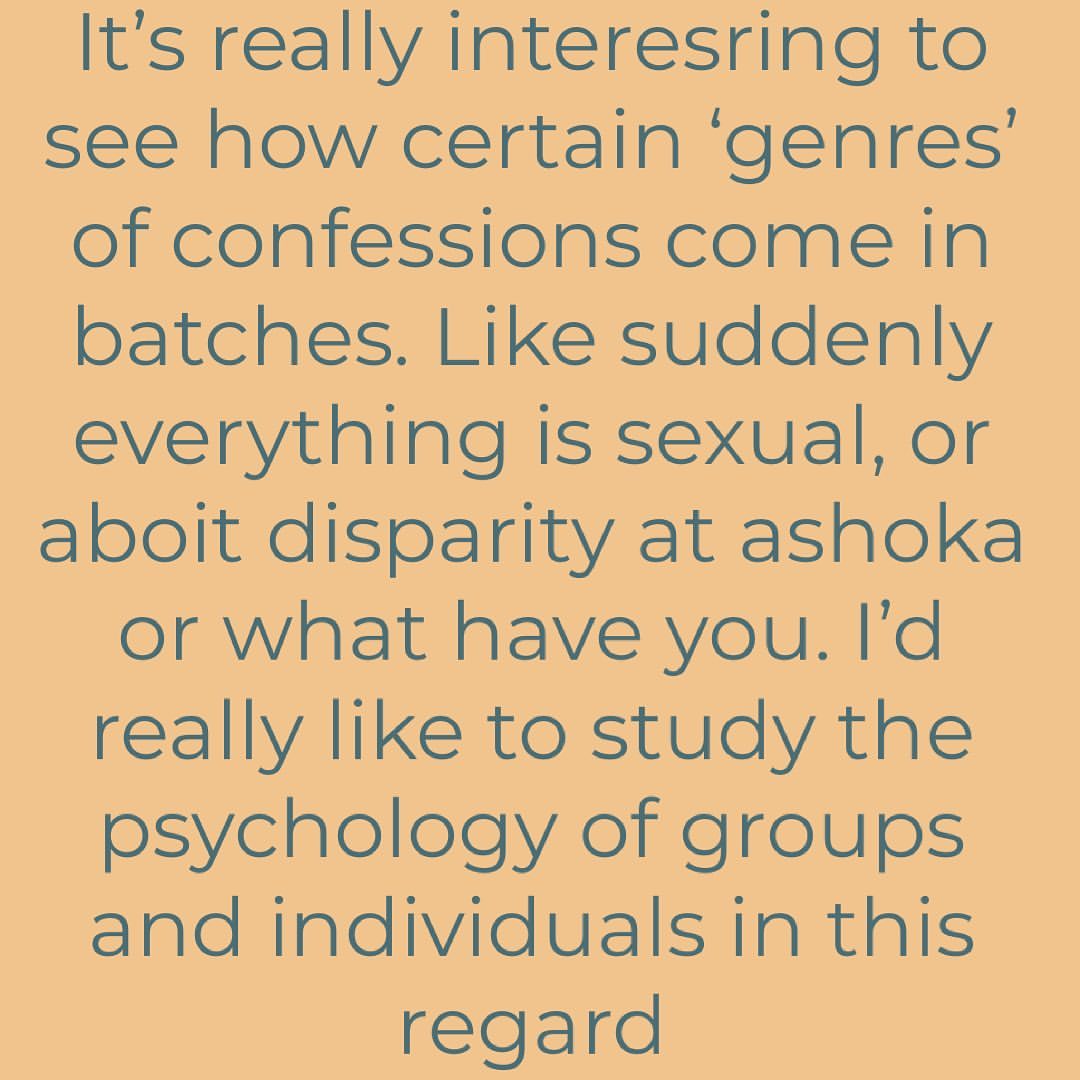 It’s really interesring to
see how certain ‘genres’
of confessions come in
batches. Like suddenly
everything is sexual, or
aboit disparity at ashoka
or what have you. I’d
really like to study the
psychology of groups
and individuals in this
regard